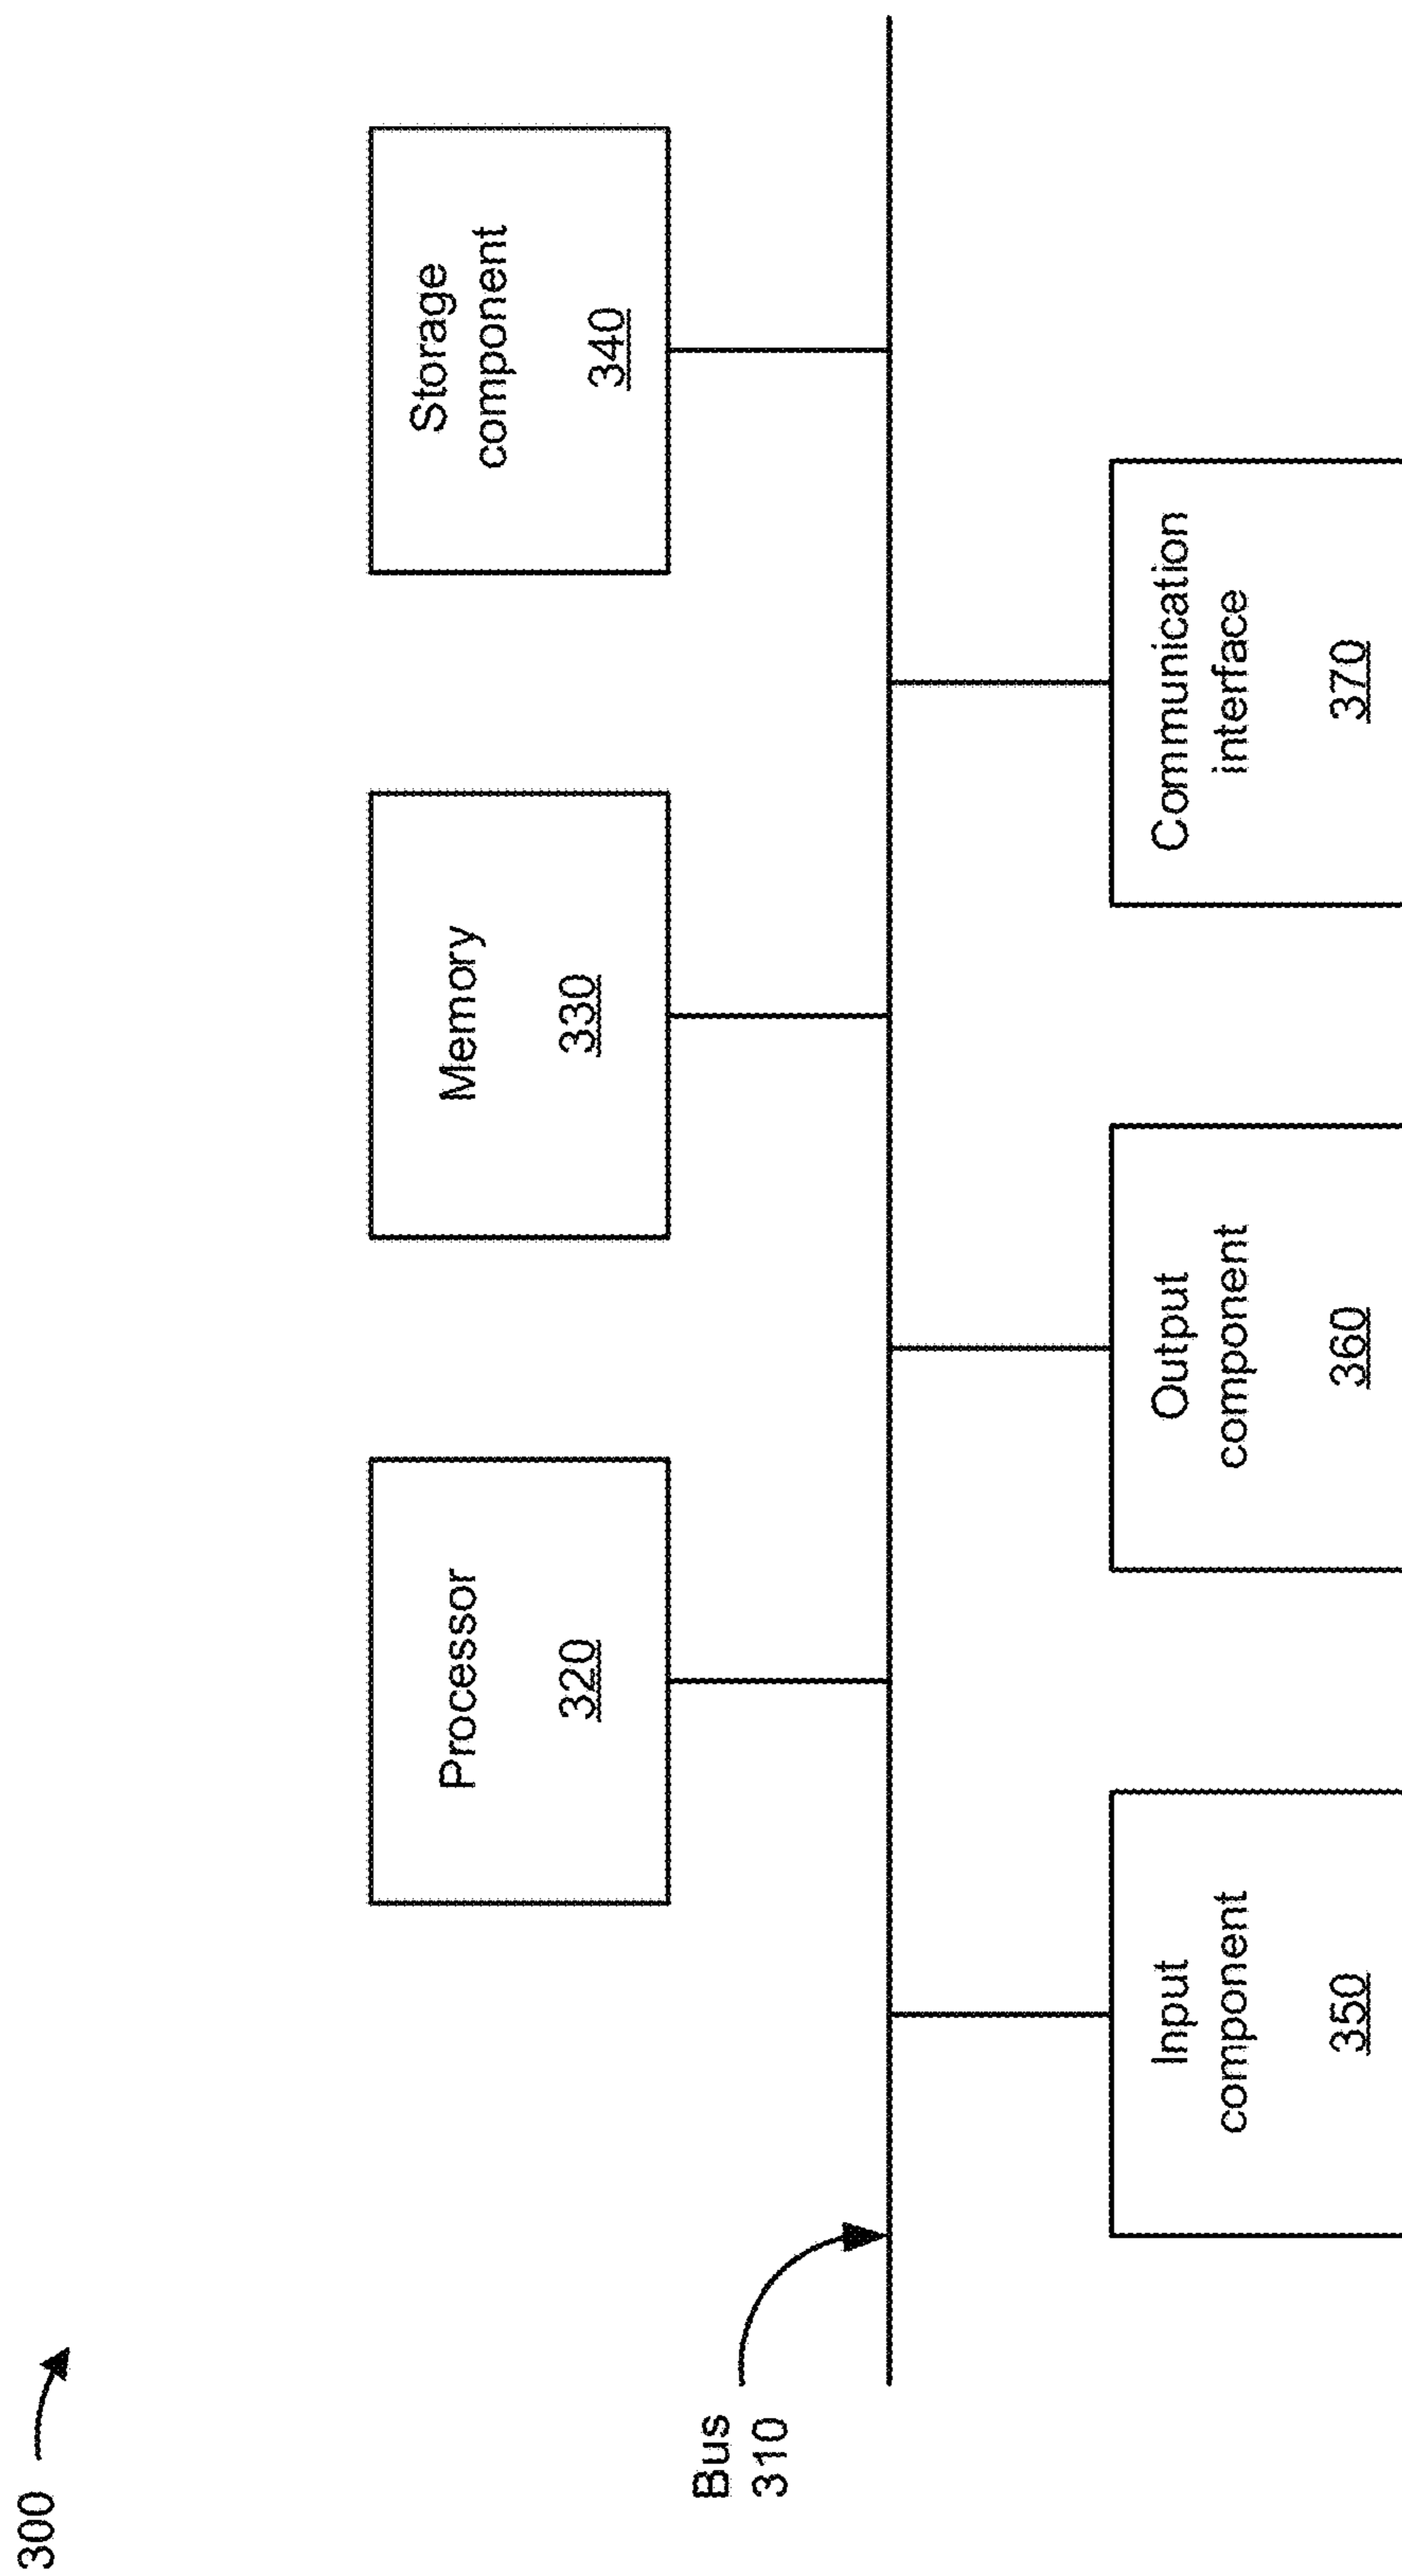 300
Bus
310
Processor
320
Memory
330
Storage
component
340
Input
component
350
Output
component
360
Communication
interface
370